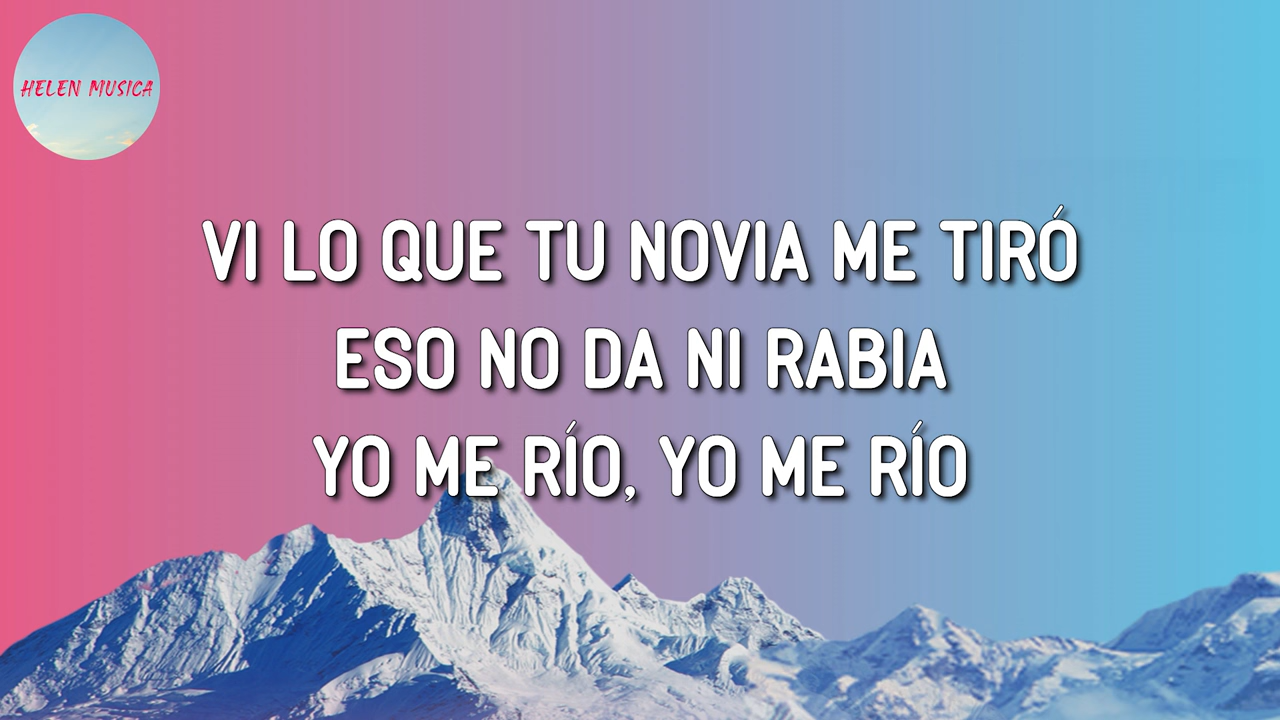 HELEN MUSICA
VI LO QUE TU NOVIA ME TIRÓ
ESO NO DA NI RABIA
YO ME RÍO, YO ME RÍO